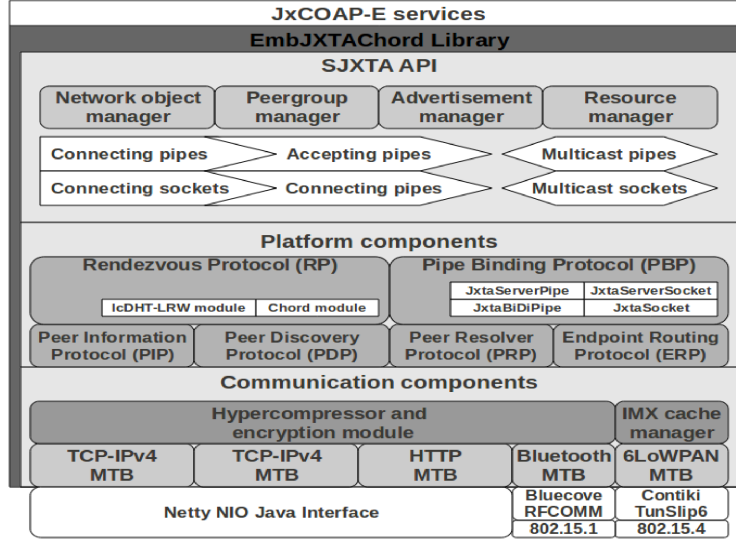 JxCOAP-E services
EmbJXTAChord Library
SJXTA API
Network object manager
Peergroup manager
Advertisement manager
Resource manager
Connecting pipes
Accepting pipes
Multicast pipes
Connecting sockets
Connecting pipes
Multicast sockets
Platform components
Rendezvous Protocol (RP)
Pipe Binding Protocol (PBP)
IcDHT-LRW module
Chord module
JxtaServerPipe
JxtaServerSocket
JxtaBiDiPipe
JxtaSocket
Peer Information
Protocol (PIP)
Peer Discovery
Protocol (PDP)
Peer Resolver
Protocol (PRP)
Endpoint Routing
Protocol (ERP)
Communication components
Hypercompressor and
encryption module
IMX cache
manager
TCP-IPv4
MTB
TCP-IPv4
MTB
HTTP
MTB
Bluetooth
MTB
6LoWPAN
MTB
Netty NIO Java Interface
Bluecove
RFCOMM
802.15.1
Contiki
TunSlip6
802.15.4